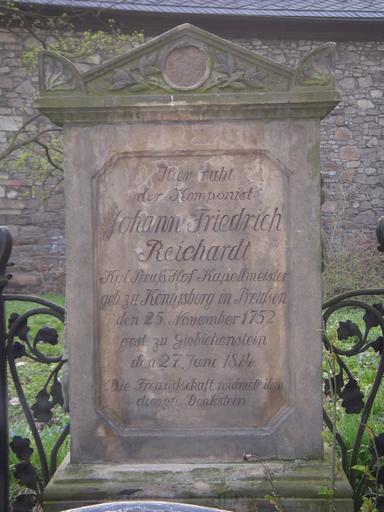 Hier ruht
der Komponist
Johann Friedrich
Reichardt
Kgl. Preuß. Hof Kapellmeister
geb. zu Königsberg in Preußen
den 25. November 1752
gest. zu Giebichenstein
den 27. Juni 1814.
Die Freundschaft widmete ihm
diesen Denkstein